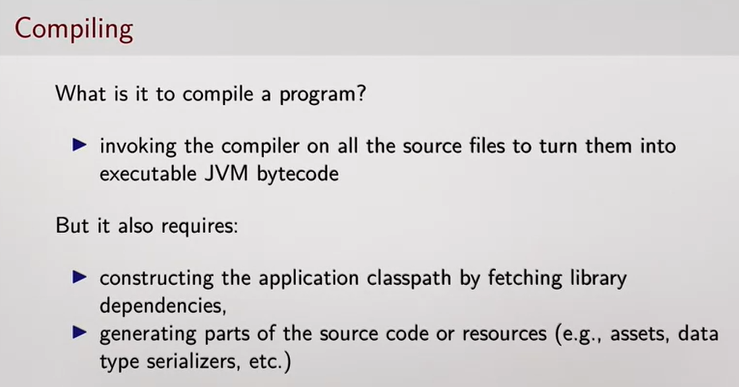 Compiling
What is it to compile a program?
▶ invoking the compiler on all the source files to turn them into
executable JVM bytecode
But it also requires:
▶ constructing the application classpath by fetching library
dependencies,
▶ generating parts of the source code or resources (e.g., assets, data
type serializers, etc.)